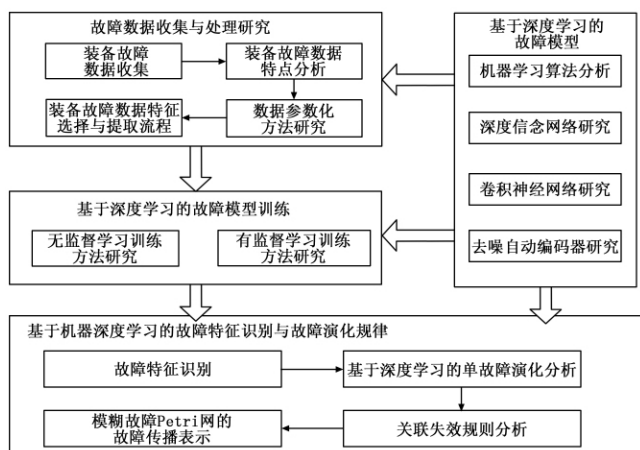 故障数据收集与处理研究
装备故障
数据收集
装备故障数据
特点分析
装备故障数据特征
选择与提取流程
数据参数化
方法研究
基于深度学习的
故障模型
机器学习算法分析
深度信念网络研究
卷积神经网络研究
去噪自动编码器研究
基于深度学习的故障模型训练
无监督学习训练
方法研究
有监督学习训练
方法研究
基于机器深度学习的故障特征识别与故障演化规律
故障特征识别
基于深度学习的单故障演化分析
模糊故障Petri网的
故障传播表示
关联失效规则分析